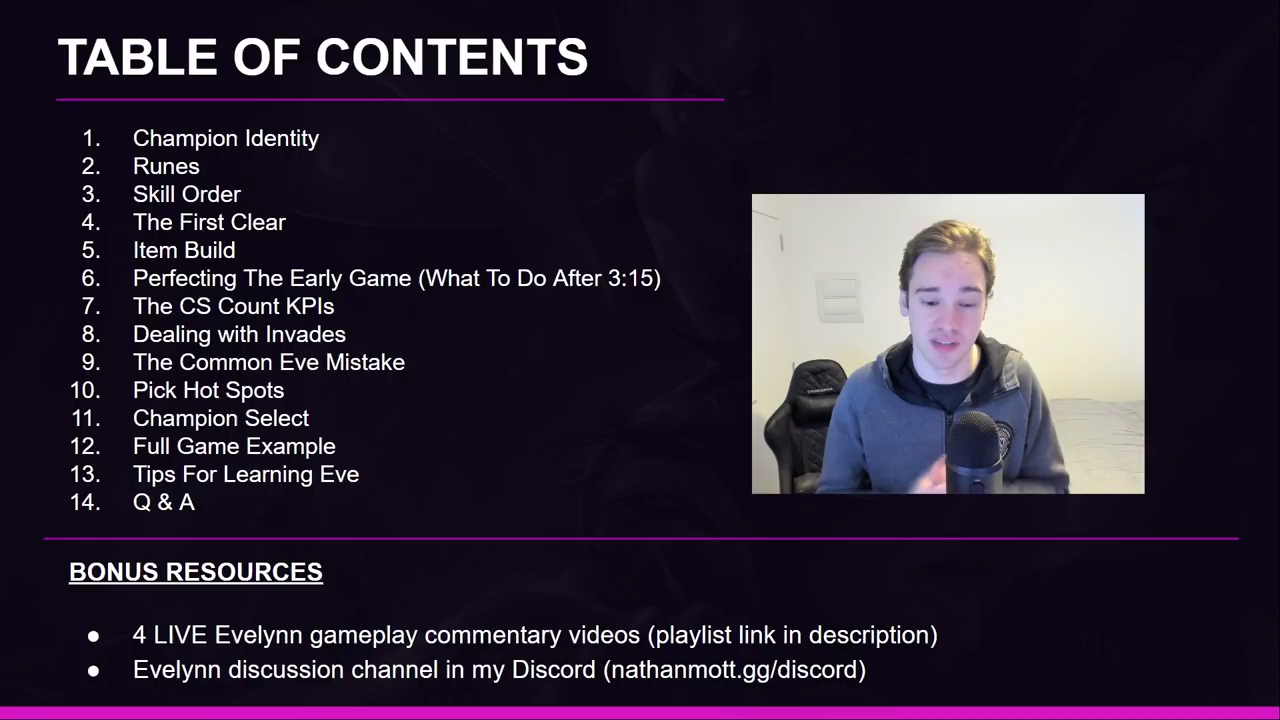 TABLE OF CONTENTS
1. Champion Identity
2. Runes
3. Skill Order
4. The First Clear
5. Item Build
6. Perfecting The Early Game (What To Do After 3:15)
7. The CS Count KPIs
8. Dealing with Invades
9. The Common Eve Mistake
10. Pick Hot Spots
11. Champion Select
12. Full Game Example
13. Tips For Learning Eve
14. Q & A
BONUS RESOURCES
● 4 LIVE Evelynn gameplay commentary videos (playlist link in description)
● Evelynn discussion channel in my Discord (nathanmott.gg/discord)